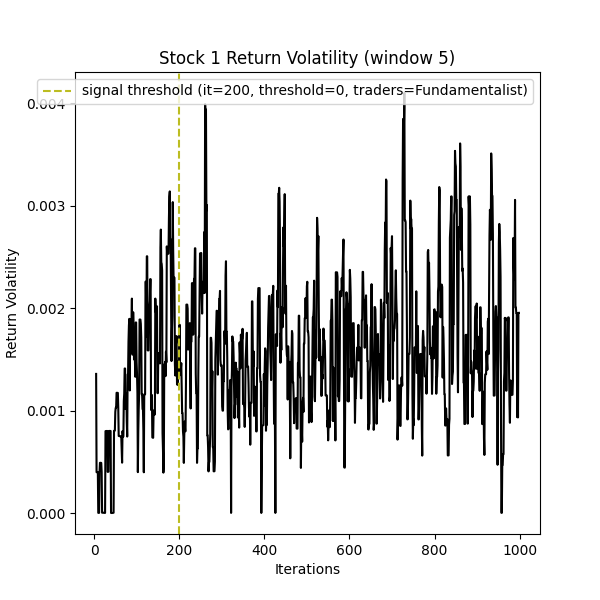 Stock 1 Return Volatility (window 5)
signal threshold (it=200, threshold=0, traders=Fundamentalist)
0.004
0.003
0.002
0.001
0.000
Return Volatility
0 200 400 600 800 1000
Iterations